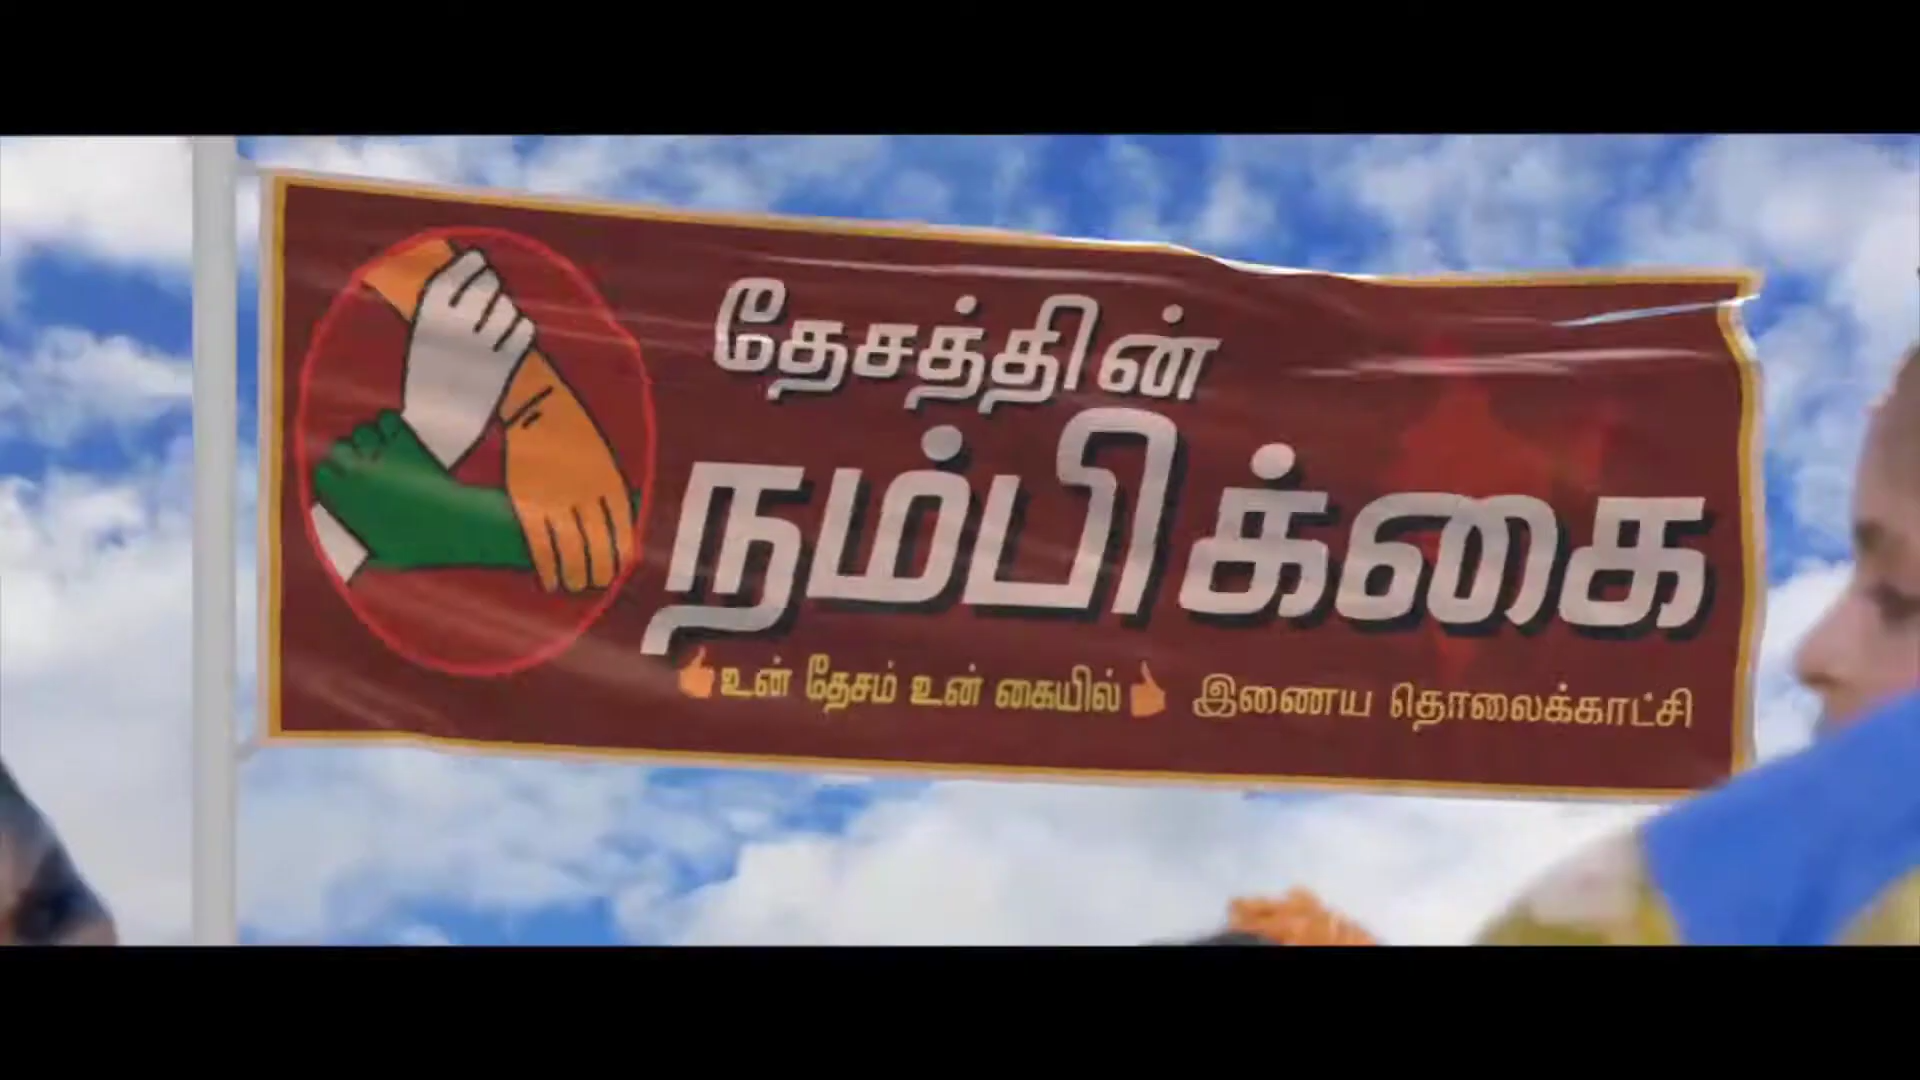 தேசத்தின்
நம்பிக்கை
உன் தேசம் உன் கையில் இணைய தொலைக்காட்சி